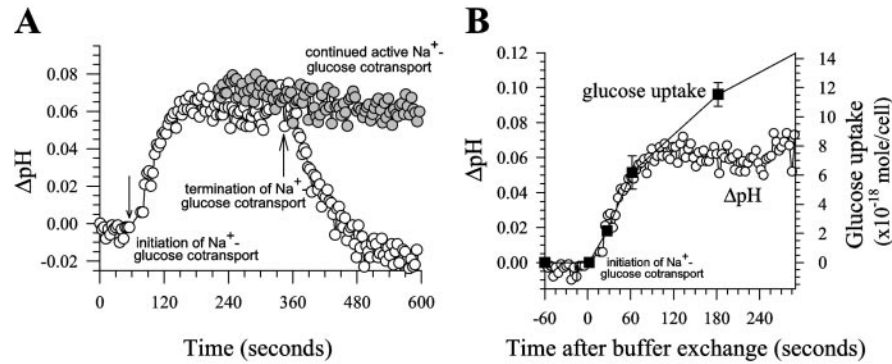 A
B
continued active Na⁺-
glucose cotransport
0.08
0.06
0.04
0.02
0.00
-0.02
ΔpH
termination of Na⁺-
glucose cotransport
initiation of Na⁺-
glucose cotransport
0 120 240 360 480 600
Time (seconds)
0.12
0.10
0.08
0.06
0.04
0.02
0.00
ΔpH
glucose uptake
ΔpH
initiation of Na⁺-
glucose cotransport
14
12
10
8
6
4
2
0
Glucose uptake
(x10⁻¹⁸ mole/cell)
-60 0 60 120 180 240
Time after buffer exchange (seconds)